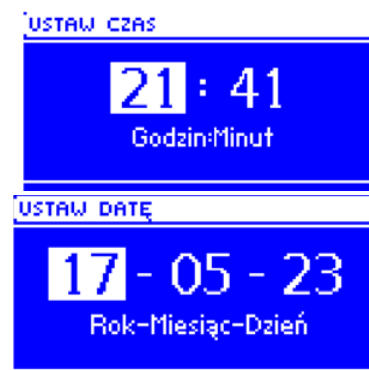 USTAW CZAS
21 : 41
Godzin:Minut
USTAW DATĘ
17 - 05 - 23
Rok-Miesiąc-Dzień